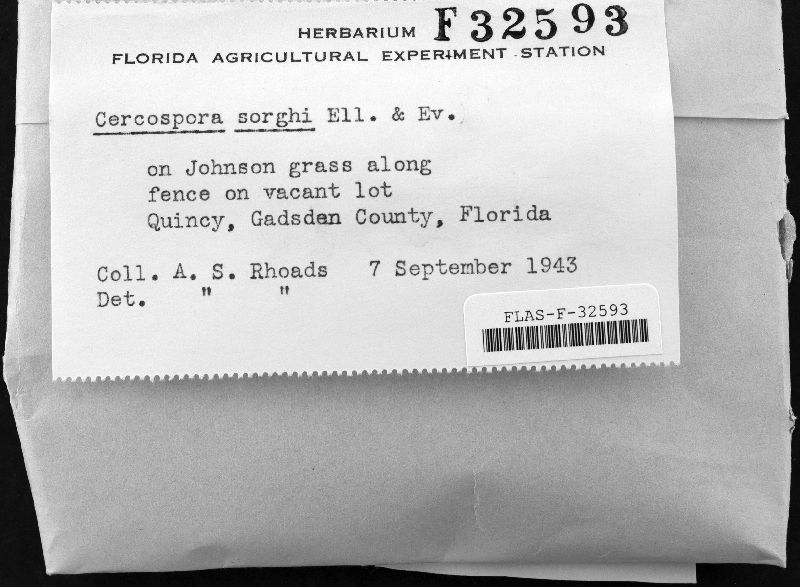 HERBARIUM F32593
FLORIDA AGRICULTURAL EXPERIMENT STATION
Cercospora sorghi Ell. & Ev.
on Johnson grass along
fence on vacant lot
Quincy, Gadsden County, Florida
Coll. A. S. Rhoads 7 September 1943
Det. " "
FLAS-F-32593